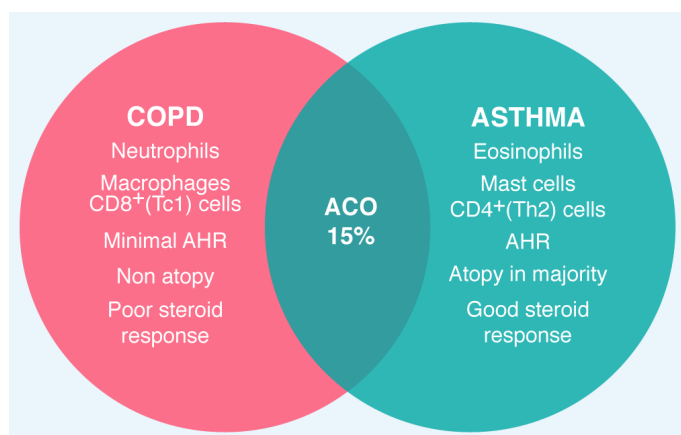 COPD
Neutrophils
Macrophages
CD8+(Tc1) cells
Minimal AHR
Non atopy
Poor steroid
response
ACO
15%
ASTHMA
Eosinophils
Mast cells
CD4+(Th2) cells
AHR
Atopy in majority
Good steroid
response